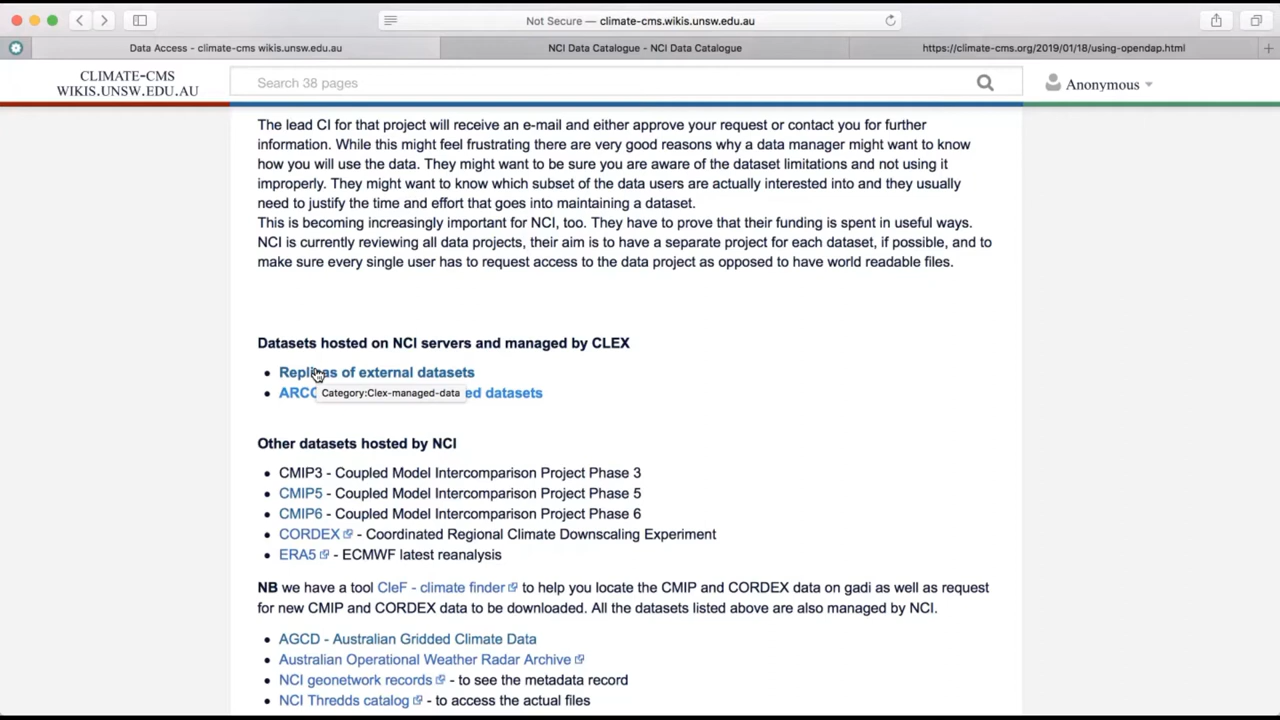 Not Secure — climate-cms.wikis.unsw.edu.au
Data Access - climate-cms wikis.unsw.edu.au
NCI Data Catalogue - NCI Data Catalogue
https://climate-cms.org/2019/01/18/using-opendap.html
CLIMATE-CMS
WIKIS.UNSW.EDU.AU
Search 38 pages
Anonymous
The lead CI for that project will receive an e-mail and either approve your request or contact you for further
information. While this might feel frustrating there are very good reasons why a data manager might want to know
how you will use the data. They might want to be sure you are aware of the dataset limitations and not using it
improperly. They might want to know which subset of the data users are actually interested into and they usually
need to justify the time and effort that goes into maintaining a dataset.
This is becoming increasingly important for NCI, too. They have to prove that their funding is spent in useful ways.
NCI is currently reviewing all data projects, their aim is to have a separate project for each dataset, if possible, and to
make sure every single user has to request access to the data project as opposed to have world readable files.
Datasets hosted on NCI servers and managed by CLEX
• Replicas of external datasets
• ARCC ed datasets
Category:Clex-managed-data
Other datasets hosted by NCI
• CMIP3 - Coupled Model Intercomparison Project Phase 3
• CMIP5 - Coupled Model Intercomparison Project Phase 5
• CMIP6 - Coupled Model Intercomparison Project Phase 6
• CORDEX - Coordinated Regional Climate Downscaling Experiment
• ERA5 - ECMWF latest reanalysis
NB we have a tool CleF - climate finder to help you locate the CMIP and CORDEX data on gadi as well as request
for new CMIP and CORDEX data to be downloaded. All the datasets listed above are also managed by NCI.
• AGCD - Australian Gridded Climate Data
• Australian Operational Weather Radar Archive
• NCI geonetwork records - to see the metadata record
• NCI Thredds catalog - to access the actual files